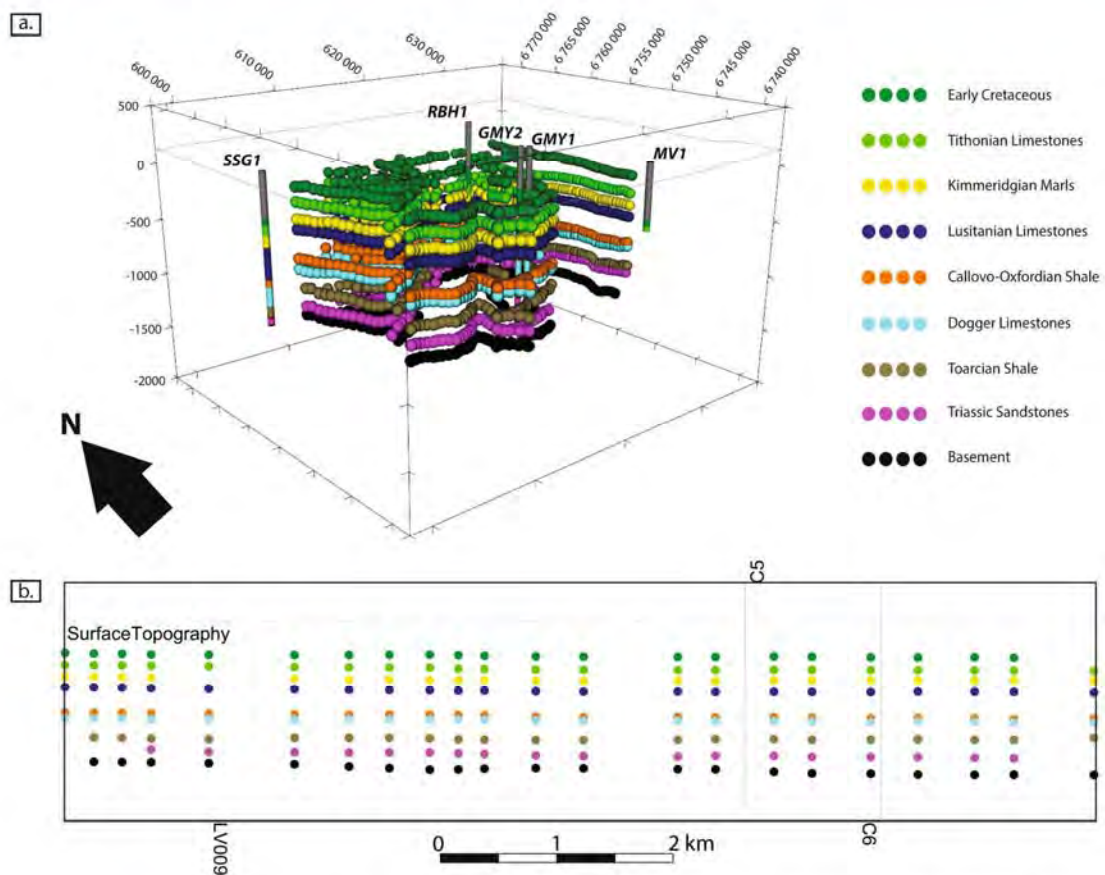 a.
600 000
610 000
620 000
630 000
6 770 000
6 765 000
6 760 000
6 755 000
6 750 000
6 745 000
6 740 000
500
0
-500
-1000
-1500
-2000
SSG1
RBH1
GMY2
GMY1
MV1
N
Early Cretaceous
Tithonian Limestones
Kimmeridgian Marls
Lusitanian Limestones
Callovo-Oxfordian Shale
Dogger Limestones
Toarcian Shale
Triassic Sandstones
Basement
b.
C5
SurfaceTopography
LV009
C6
0 1 2 km